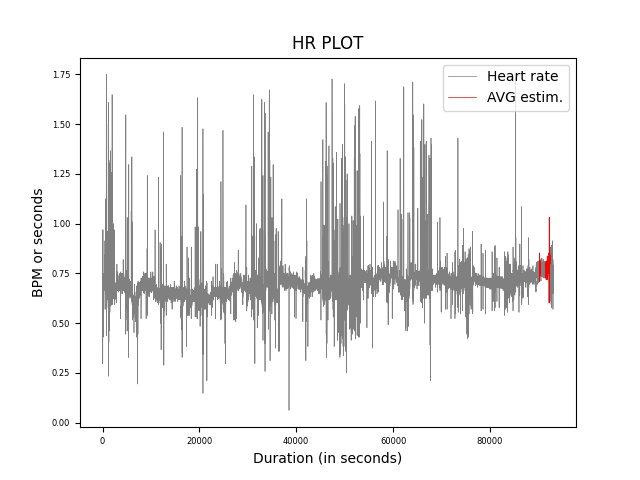 HR PLOT
Heart rate
AVG estim.
BPM or seconds
1.75
1.50
1.25
1.00
0.75
0.50
0.25
0.00
0 20000 40000 60000 80000
Duration (in seconds)